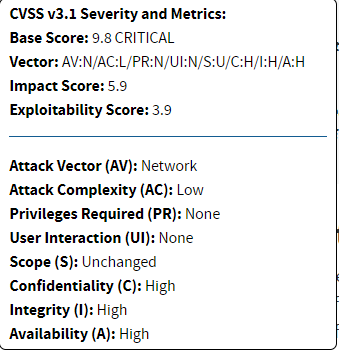 CVSS v3.1 Severity and Metrics:
Base Score: 9.8 CRITICAL
Vector: AV:N/AC:L/PR:N/UI:N/S:U/C:H/I:H/A:H
Impact Score: 5.9
Exploitability Score: 3.9
Attack Vector (AV): Network
Attack Complexity (AC): Low
Privileges Required (PR): None
User Interaction (UI): None
Scope (S): Unchanged
Confidentiality (C): High
Integrity (I): High
Availability (A): High